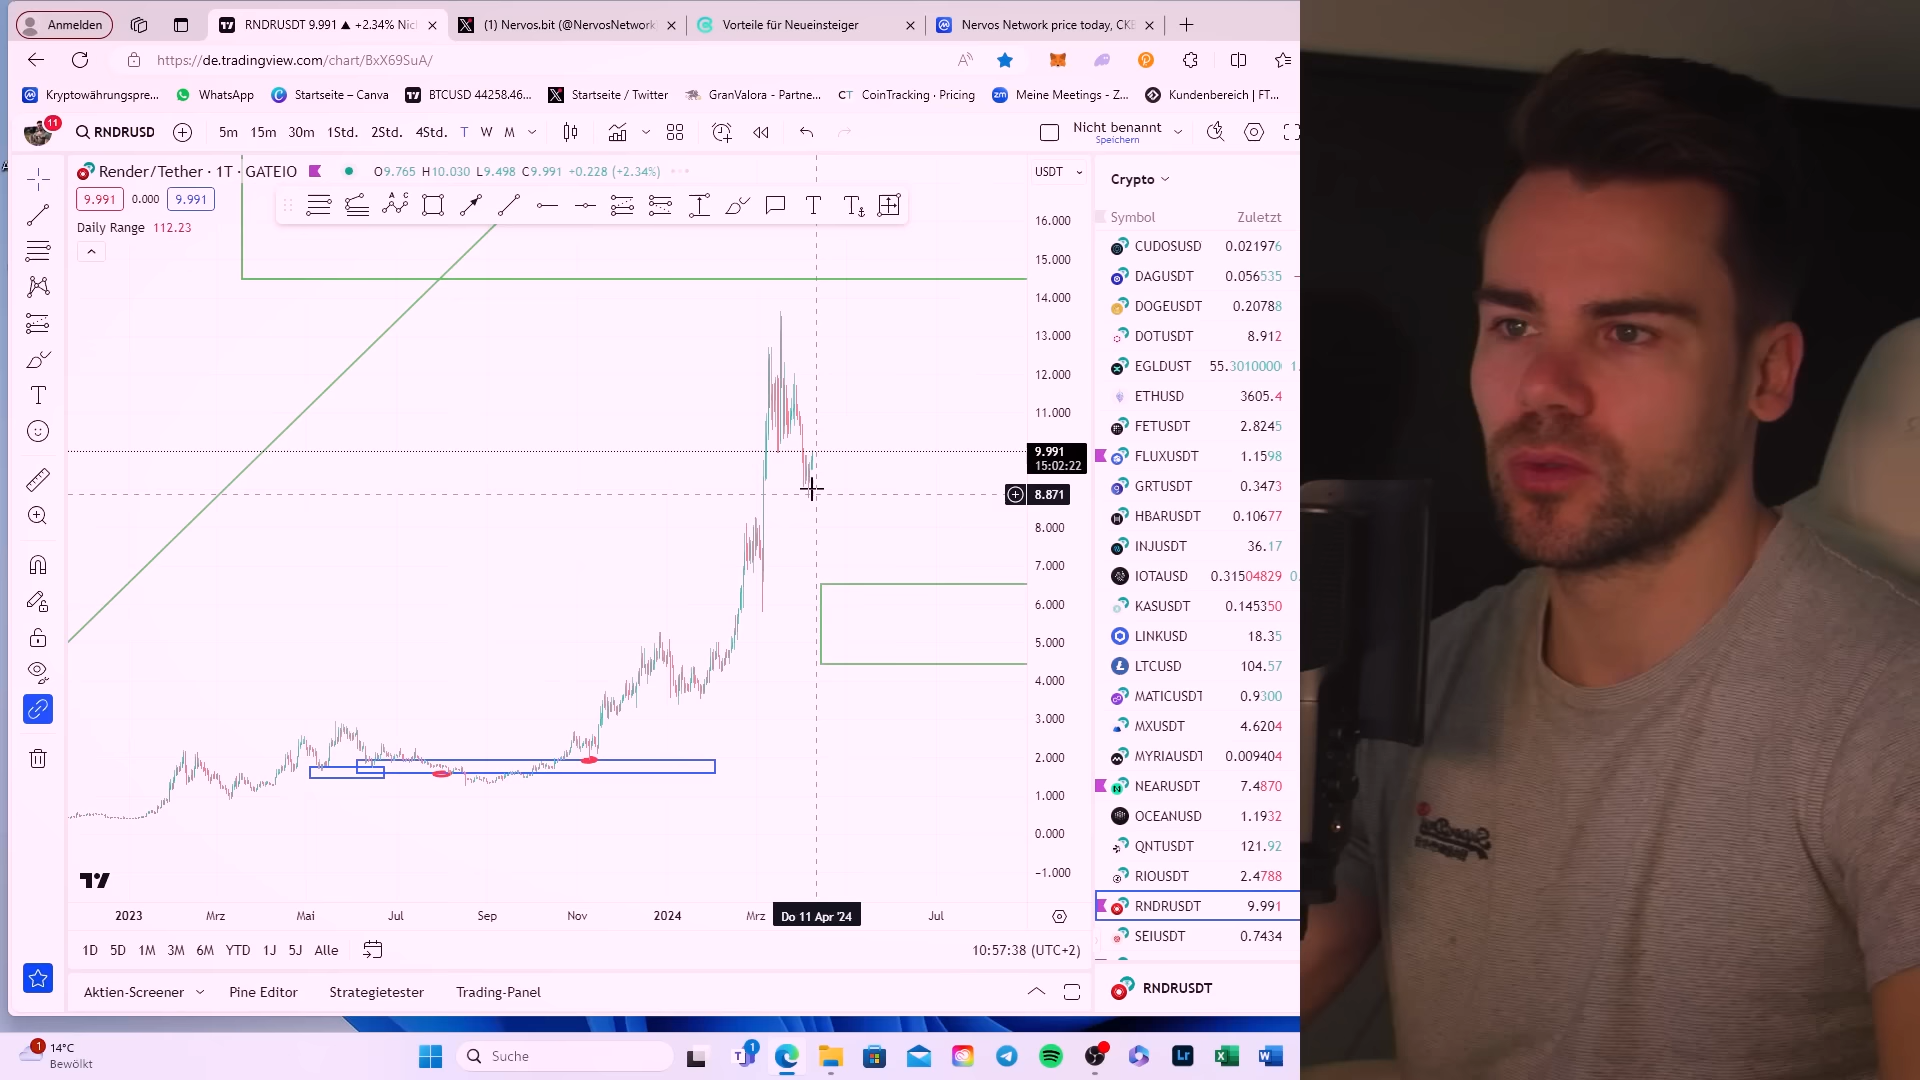 Anmelden
RNDRUSDT 9.991 ▲ +2.34% Nic
(1) Nervos.bit (@NervosNetwork
Vorteile für Neueinsteiger
Nervos Network price today, CKB
https://de.tradingview.com/chart/BxX69SuA/
Kryptowährungspre...
WhatsApp
Startseite – Canva
BTCUSD 44258.46...
Startseite / Twitter
GranValora - Partne...
CoinTracking · Pricing
Meine Meetings - Z...
Kundenbereich | FT...
11
RNDRUSD
5m 15m 30m 1Std. 2Std. 4Std. T W M
Nicht benannt
Speichern
Render/Tether · 1T · GATEIO
O9.765 H10.030 L9.498 C9.991 +0.228 (+2.34%)
9.991 0.000 9.991
Daily Range 112.23
USDT
16.000
15.000
14.000
13.000
12.000
11.000
9.991
15:02:22
8.871
8.000
7.000
6.000
5.000
4.000
3.000
2.000
1.000
0.000
−1.000
2023 Mrz Mai Jul Sep Nov 2024 Mrz Do 11 Apr '24 Jul
1D 5D 1M 3M 6M YTD 1J 5J Alle
10:57:38 (UTC+2)
Aktien-Screener
Pine Editor
Strategietester
Trading-Panel
Crypto
Symbol Zuletzt
CUDOSUSD 0.021976
DAGUSDT 0.056535
DOGEUSDT 0.20788
DOTUSDT 8.912
EGLDUST 55.3010000
ETHUSD 3605.4
FETUSDT 2.8245
FLUXUSDT 1.1598
GRTUSDT 0.3473
HBARUSDT 0.10677
INJUSDT 36.17
IOTAUSD 0.31504829
KASUSDT 0.145350
LINKUSD 18.35
LTCUSD 104.57
MATICUSDT 0.9300
MXUSDT 4.6204
MYRIAUSDT 0.009404
NEARUSDT 7.4870
OCEANUSD 1.1932
QNTUSDT 121.92
RIOUSDT 2.4788
RNDRUSDT 9.991
SEIUSDT 0.7434
RNDRUSDT
1
14°C
Bewölkt
Suche
1